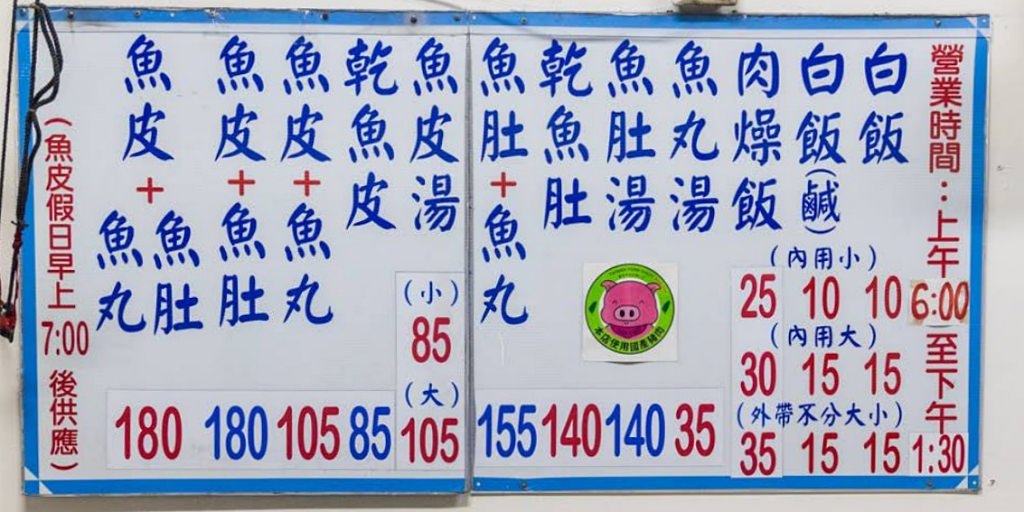 營業時間：上午6:00至下午1:30
白飯
白飯(鹹)
肉燥飯
(內用小)
25 10 10
(內用大)
30 15 15
(外帶不分大小)
35 15 15
魚丸湯 35
魚肚湯 140
乾魚肚 140
魚肚+魚丸 155
本店使用國產豬肉
魚皮湯
(小)
85
(大)
105
乾魚皮 85
魚皮+魚丸 105
魚皮+魚肚 180
魚皮+魚肚魚丸 180
(魚皮假日早上7:00後供應)